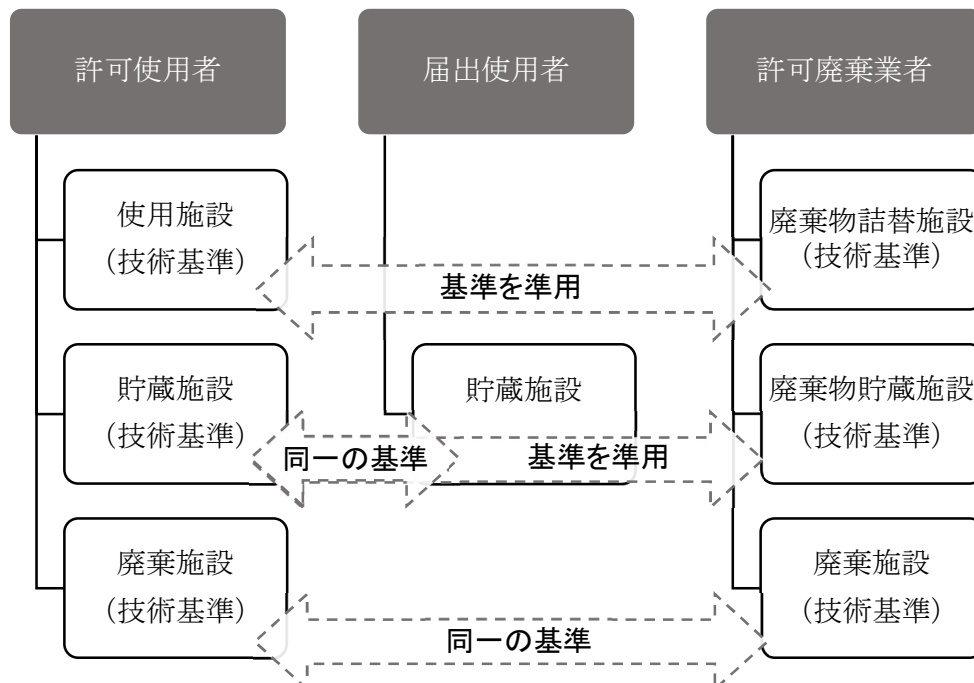 許可使用者
届出使用者
許可廃棄業者
使用施設
(技術基準)
廃棄物詰替施設
(技術基準)
基準を準用
貯蔵施設
(技術基準)
貯蔵施設
廃棄物貯蔵施設
(技術基準)
同一の基準
基準を準用
廃棄施設
(技術基準)
廃棄施設
(技術基準)
同一の基準